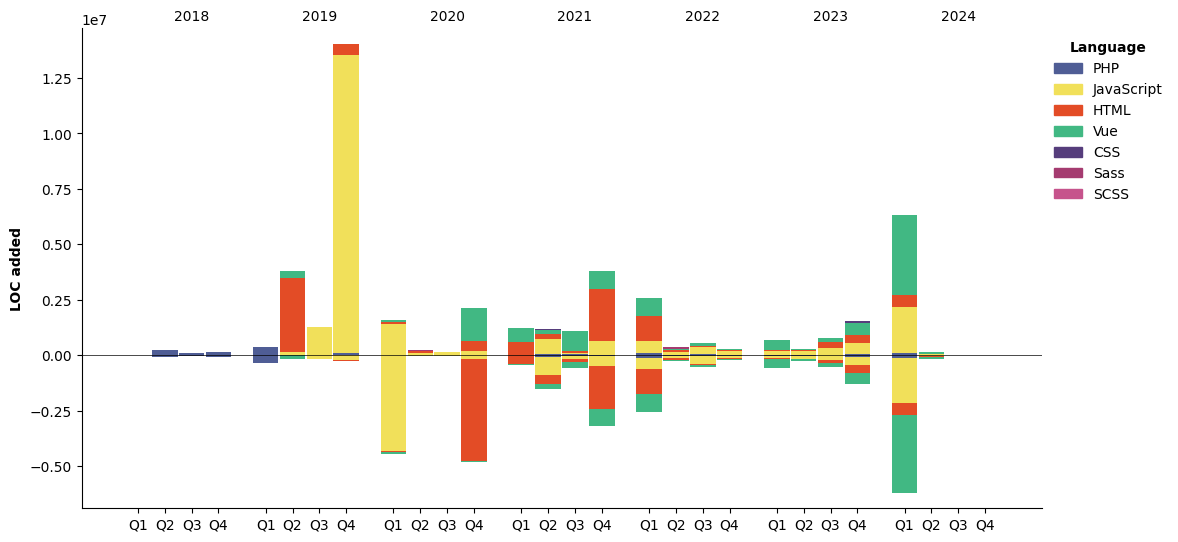 2018 2019 2020 2021 2022 2023 2024
1e7
Language
PHP
JavaScript
HTML
Vue
CSS
Sass
SCSS
LOC added
1.25
1.00
0.75
0.50
0.25
0.00
−0.25
−0.50
Q1 Q2 Q3 Q4 Q1 Q2 Q3 Q4 Q1 Q2 Q3 Q4 Q1 Q2 Q3 Q4 Q1 Q2 Q3 Q4 Q1 Q2 Q3 Q4 Q1 Q2 Q3 Q4